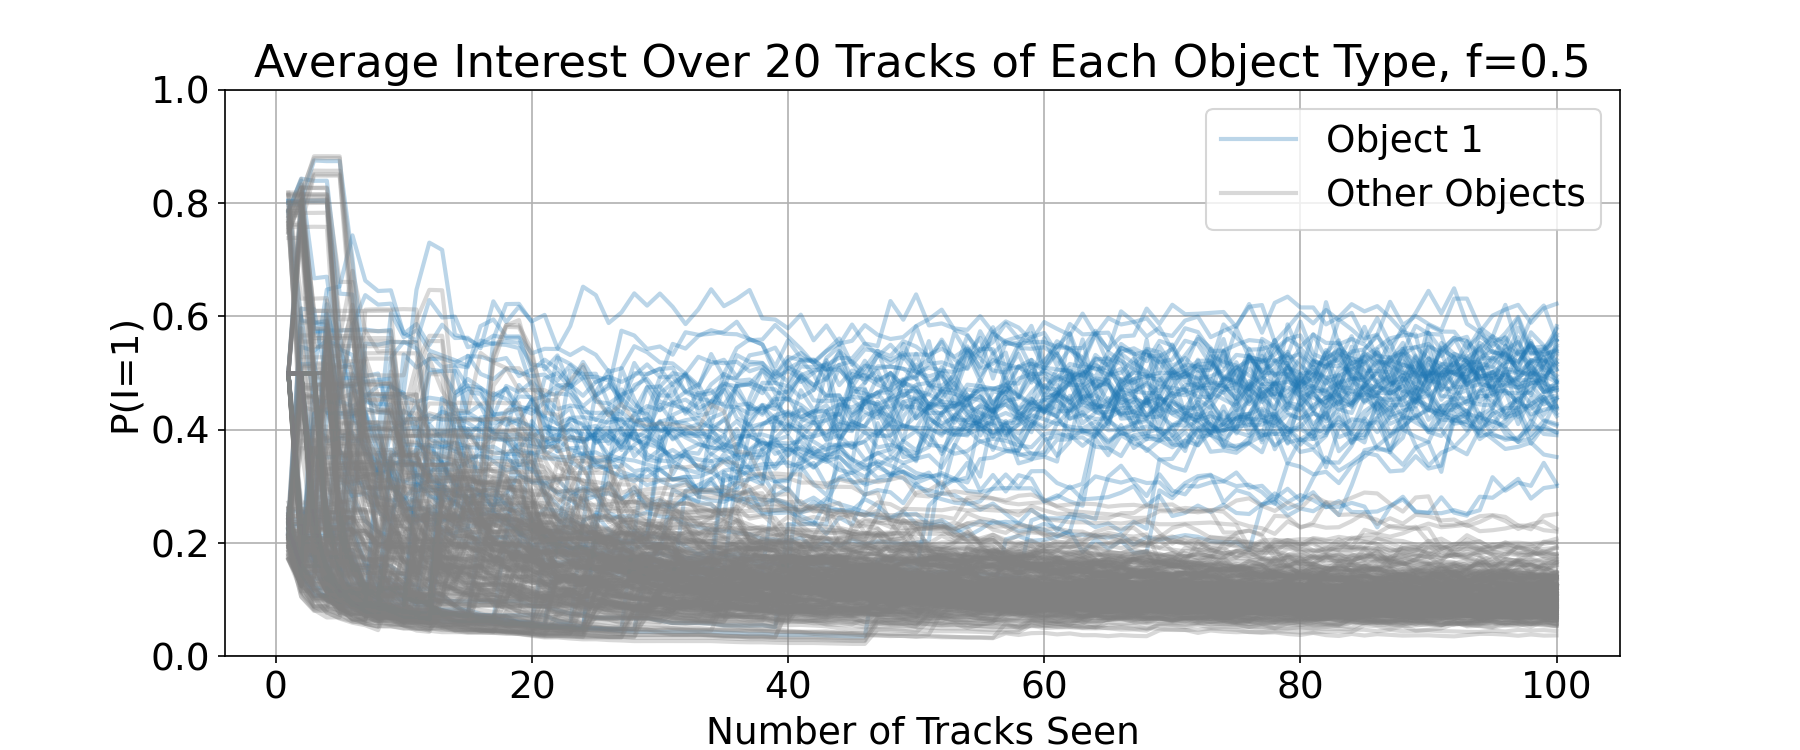 Average Interest Over 20 Tracks of Each Object Type, f=0.5
1.0
0.8
0.6
0.4
0.2
0.0
P(I=1)
Object 1
Other Objects
0 20 40 60 80 100
Number of Tracks Seen